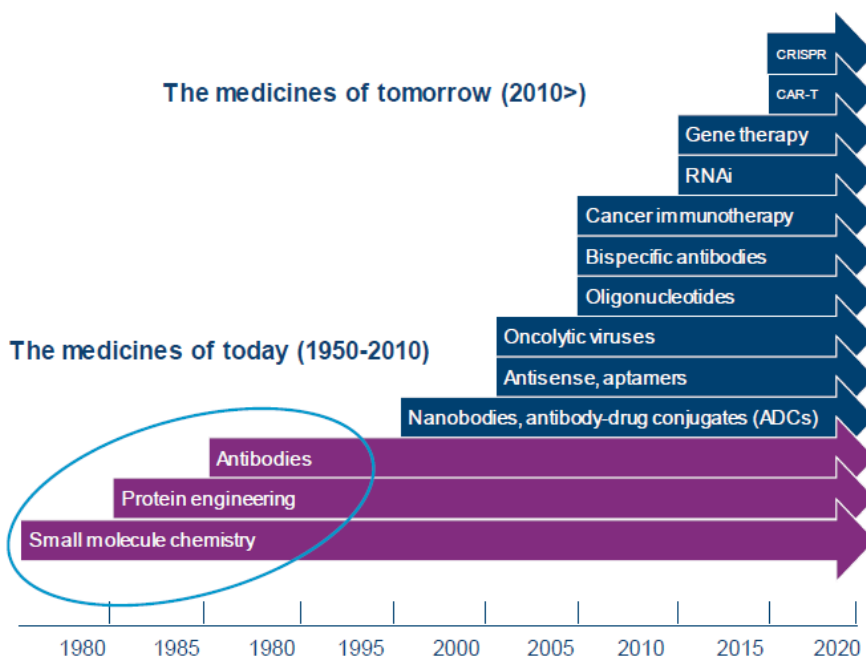 CRISPR
The medicines of tomorrow (2010>)
CAR-T
Gene therapy
RNAi
Cancer immunotherapy
Bispecific antibodies
Oligonucleotides
Oncolytic viruses
The medicines of today (1950-2010)
Antisense, aptamers
Nanobodies, antibody-drug conjugates (ADCs)
Antibodies
Protein engineering
Small molecule chemistry
1980 1985 1980 1995 2000 2005 2010 2015 2020